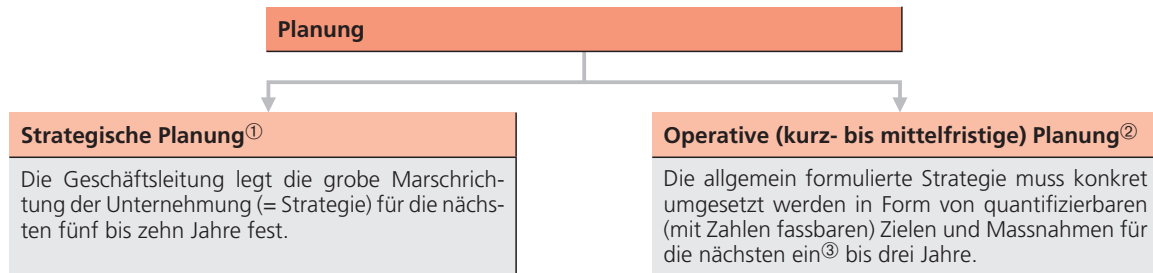 Planung
Strategische Planung①
Die Geschäftsleitung legt die grobe Marschrich-
tung der Unternehmung (= Strategie) für die nächs-
ten fünf bis zehn Jahre fest.
Operative (kurz- bis mittelfristige) Planung②
Die allgemein formulierte Strategie muss konkret
umgesetzt werden in Form von quantifizierbaren
(mit Zahlen fassbaren) Zielen und Massnahmen für
die nächsten ein③ bis drei Jahre.